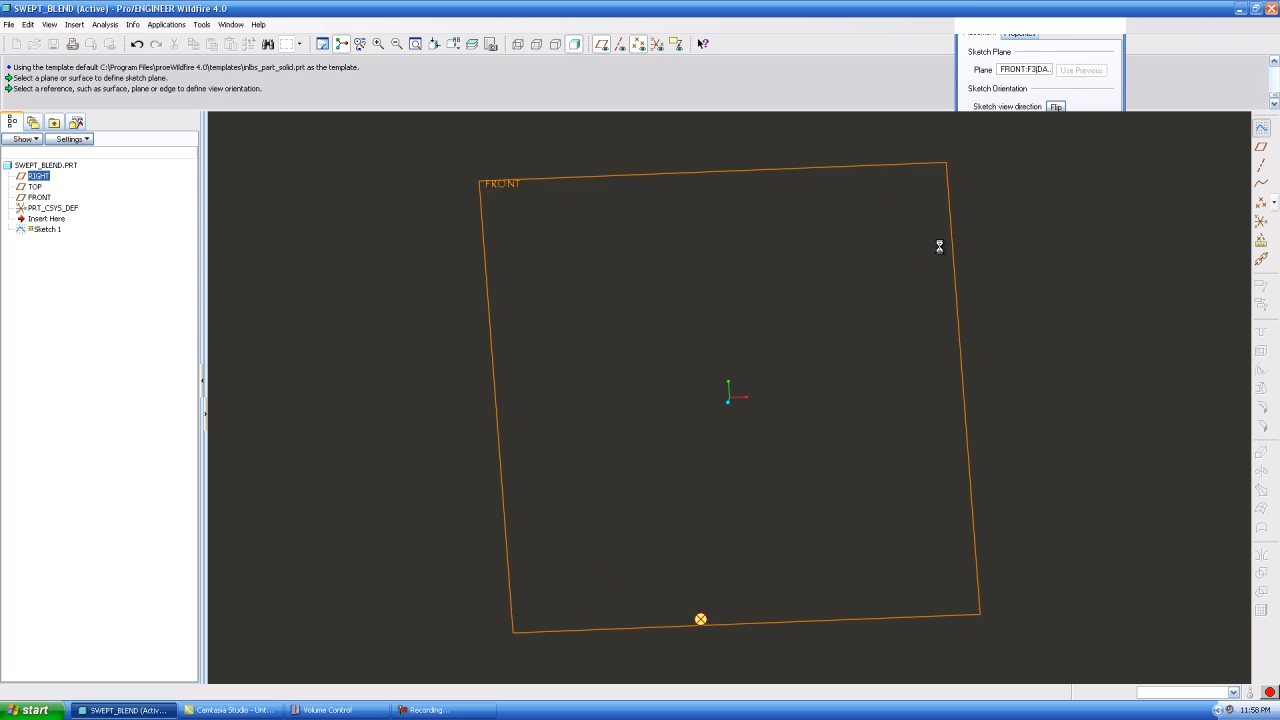 SWEPT_BLEND (Active) - Pro/ENGINEER Wildfire 4.0
File Edit View Insert Analysis Info Applications Tools Window Help
Using the template default C:\Program Files\proeWildfire 4.0\templates\inlbs_part_solid.prt as the template.
Select a plane or surface to define sketch plane.
Select a reference, such as surface, plane or edge to define view orientation.
Properties
Sketch Plane
Plane FRONT:F3(DA... Use Previous
Sketch Orientation
Sketch view direction Flip
Show Settings
SWEPT_BLEND.PRT
RIGHT
TOP
FRONT
PRT_CSYS_DEF
Insert Here
Sketch 1
FRONT
start SWEPT_BLEND (Activ... Camtasia Studio - Unt... Volume Control Recording... 11:58 PM